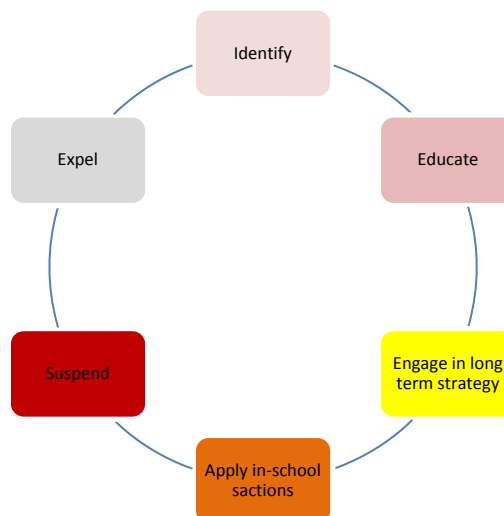 Identify
Educate
Engage in long
term strategy
Apply in-school
sactions
Suspend
Expel